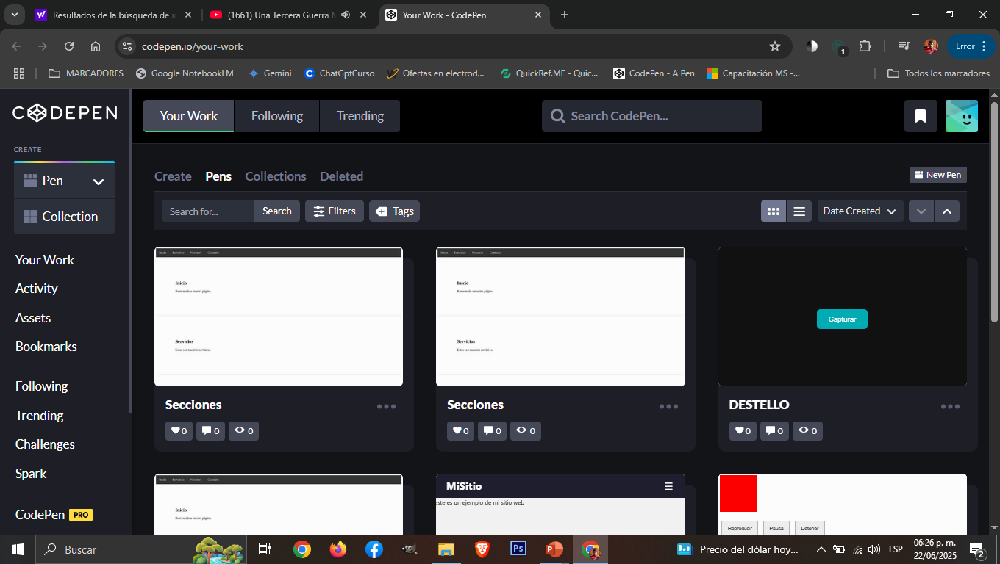 Resultados de la búsqueda de i
(1661) Una Tercera Guerra M
Your Work - CodePen
codepen.io/your-work
1
Error
MARCADORES
Google NotebookLM
Gemini
ChatGptCurso
Ofertas en electrod...
QuickRef.ME - Quic...
CodePen - A Pen
Capacitación MS -...
Todos los marcadores
CODEPEN
Your Work
Following
Trending
Search CodePen...
CREATE
Pen
Collection
Your Work
Activity
Assets
Bookmarks
Following
Trending
Challenges
Spark
CodePen PRO
Create Pens Collections Deleted
New Pen
Search for... Search Filters Tags
Date Created
Inicio Servicios Nosotros Contacto
Inicio
Bienvenido a nuestra página.
Servicios
Estos son nuestros servicios.
Secciones
0 0 0
Inicio Servicios Nosotros Contacto
Inicio
Bienvenido a nuestra página.
Servicios
Estos son nuestros servicios.
Secciones
0 0 0
Capturar
DESTELLO
0 0 0
Inicio Servicios Nosotros Contacto
Inicio
Bienvenido a nuestra página.
MiSitio
este es un ejemplo de mi sitio web
Reproducir Pausa Detener
Buscar
Ps
Precio del dólar hoy...
ESP
06:26 p. m.
22/06/2025
2